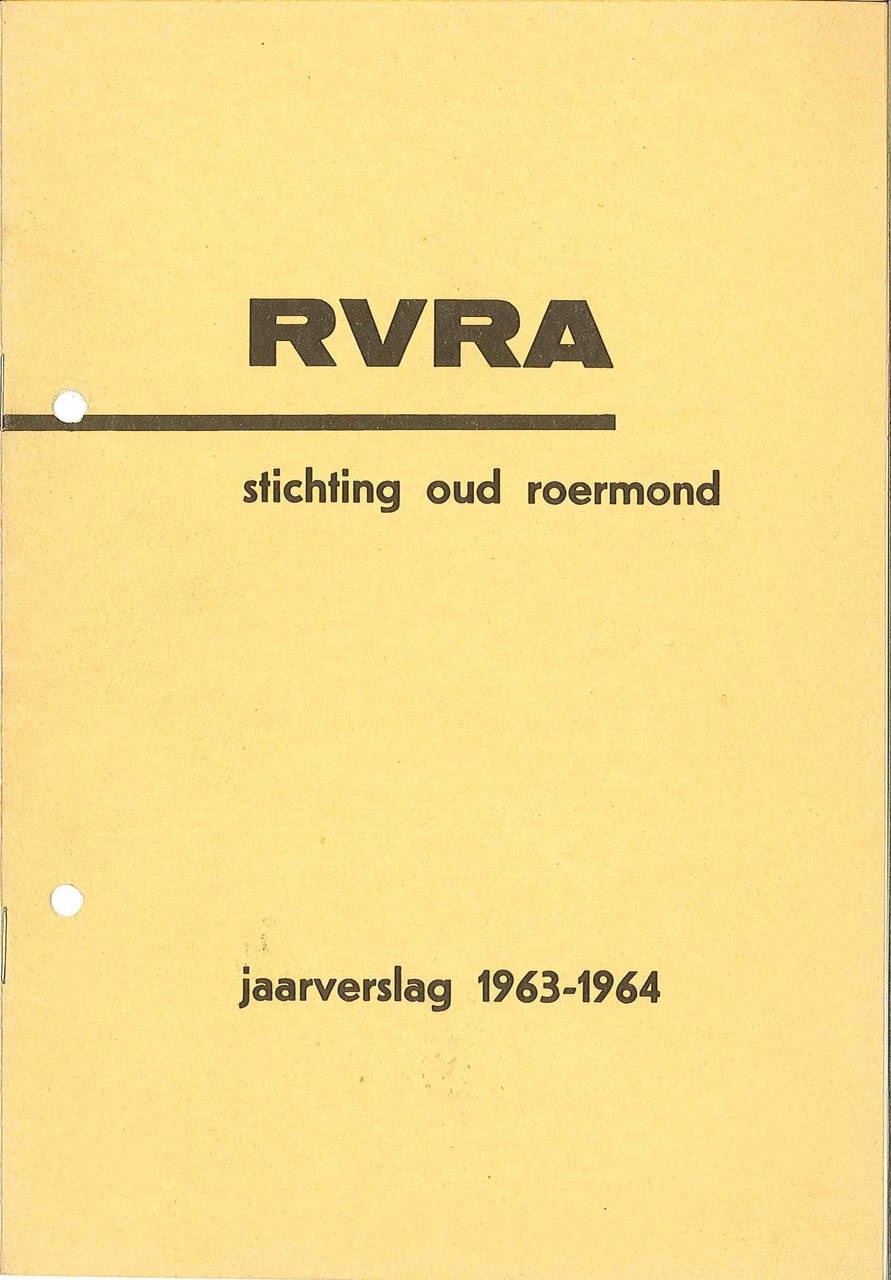 RVRA
stichting oud roermond
jaarverslag 1963-1964